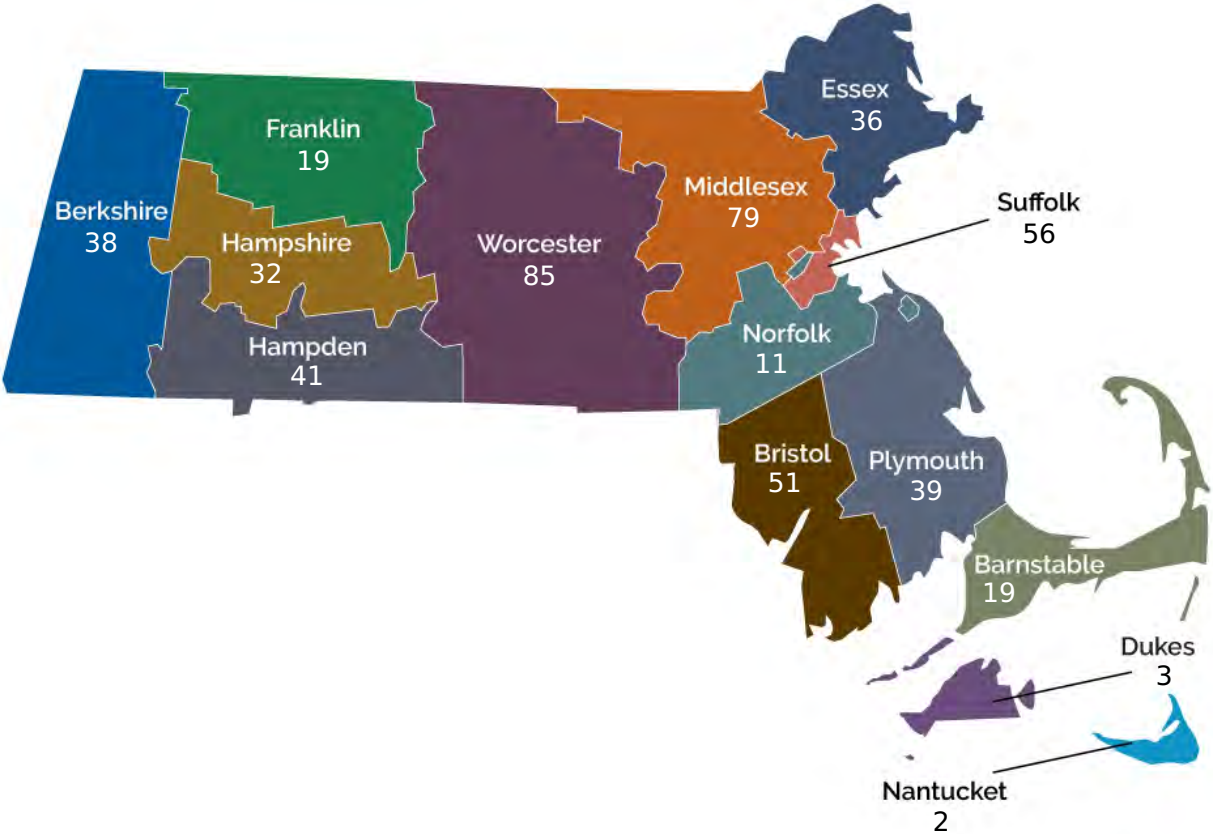 Essex
36
Franklin
19
Middlesex
79
Suffolk
56
Berkshire
38
Hampshire
32
Worcester
85
Norfolk
11
Hampden
41
Bristol
51
Plymouth
39
Barnstable
19
Dukes
3
Nantucket
2